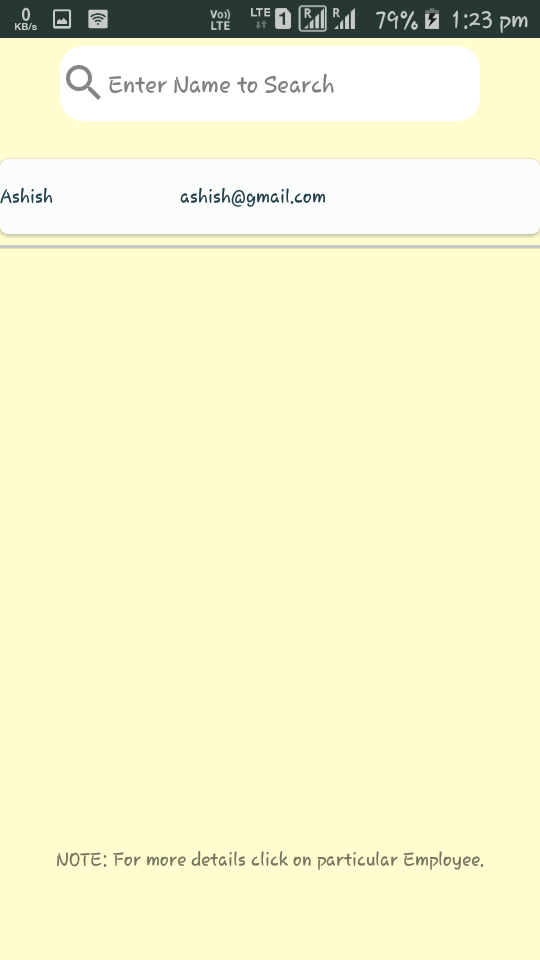 0 KB/s Vo)) LTE LTE 1 R R 79% 1:23 pm
Enter Name to Search
Ashish ashish@gmail.com
NOTE: For more details click on particular Employee.